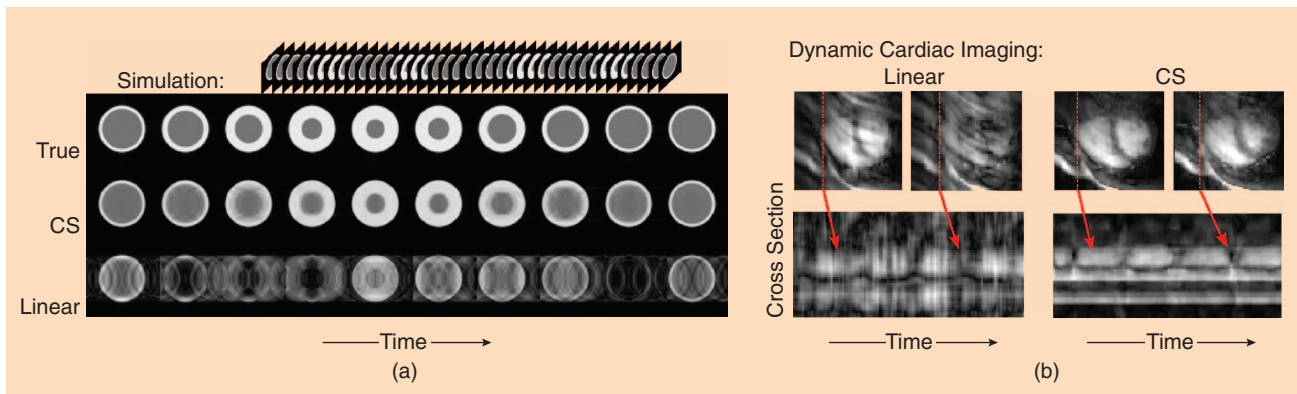 Simulation:
True
CS
Linear
Time
(a)
Dynamic Cardiac Imaging:
Linear
CS
Cross Section
Time
Time
(b)